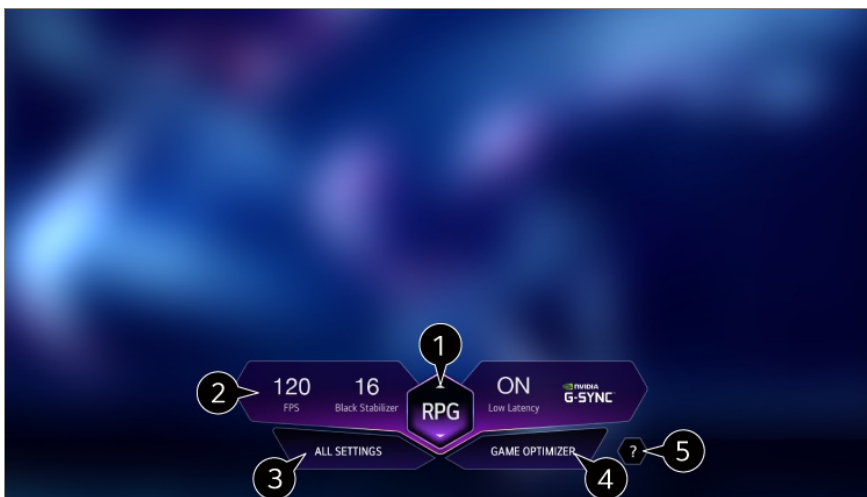 1
2
120
16
RPG
ON
NVIDIA
G-SYNC
FPS
Black Stabilizer
Low Latency
3
ALL SETTINGS
GAME OPTIMIZER
4
?
5